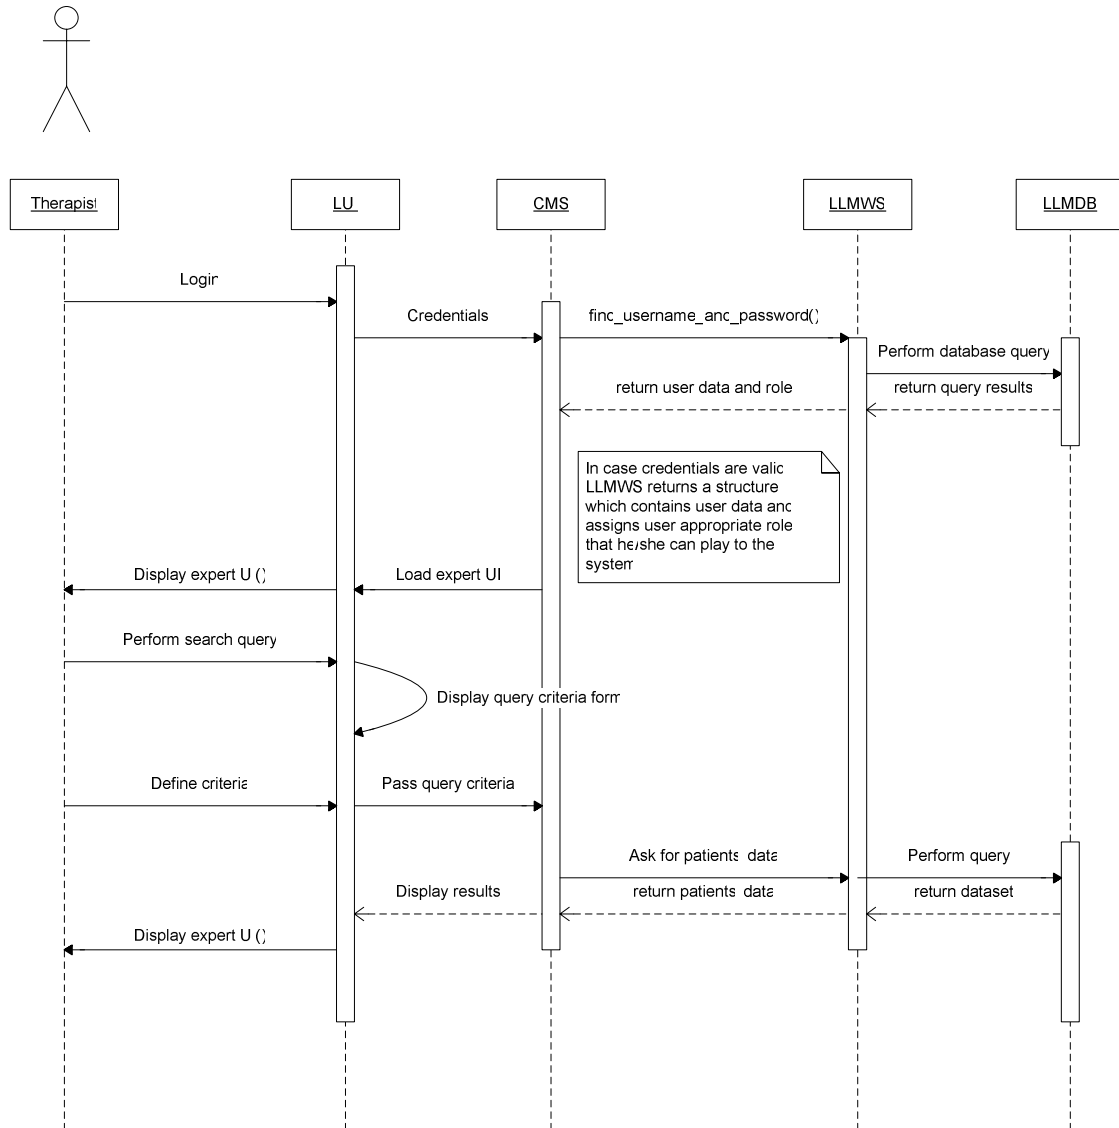 Therapist
LU
CMS
LLMWS
LLMDB
Login
Credentials
find_username_and_password()
Perform database query
return user data and role
return query results
In case credentials are valid
LLMWS returns a structure
which contains user data and
assigns user appropriate role
that he/she can play to the
system
Display expert U ()
Load expert UI
Perform search query
Display query criteria form
Define criteria
Pass query criteria
Ask for patients data
Perform query
Display results
return patients data
return dataset
Display expert U ()